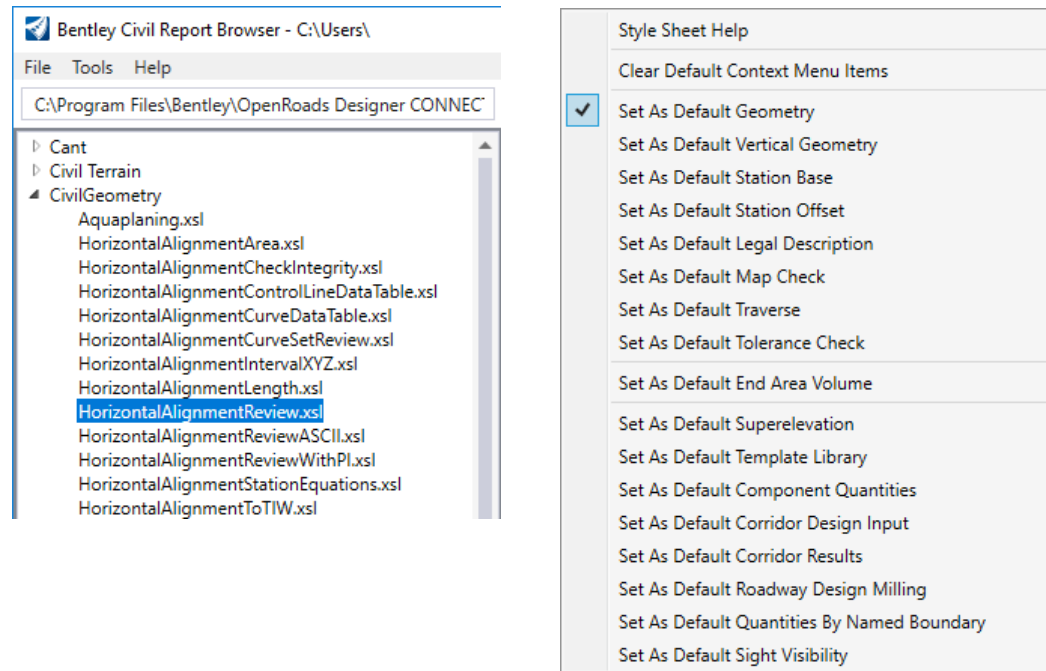 Bentley Civil Report Browser - C:\Users\
File Tools Help
C:\Program Files\Bentley\OpenRoads Designer CONNEC
Cant
Civil Terrain
CivilGeometry
Aquaplaning.xsl
HorizontalAlignmentArea.xsl
HorizontalAlignmentCheckIntegrity.xsl
HorizontalAlignmentControlLineDataTable.xsl
HorizontalAlignmentCurveDataTable.xsl
HorizontalAlignmentCurveSetReview.xsl
HorizontalAlignmentIntervalXYZ.xsl
HorizontalAlignmentLength.xsl
HorizontalAlignmentReview.xsl
HorizontalAlignmentReviewASCII.xsl
HorizontalAlignmentReviewWithPI.xsl
HorizontalAlignmentStationEquations.xsl
HorizontalAlignmentToTIW.xsl
Style Sheet Help
Clear Default Context Menu Items
Set As Default Geometry
Set As Default Vertical Geometry
Set As Default Station Base
Set As Default Station Offset
Set As Default Legal Description
Set As Default Map Check
Set As Default Traverse
Set As Default Tolerance Check
Set As Default End Area Volume
Set As Default Superelevation
Set As Default Template Library
Set As Default Component Quantities
Set As Default Corridor Design Input
Set As Default Corridor Results
Set As Default Roadway Design Milling
Set As Default Quantities By Named Boundary
Set As Default Sight Visibility